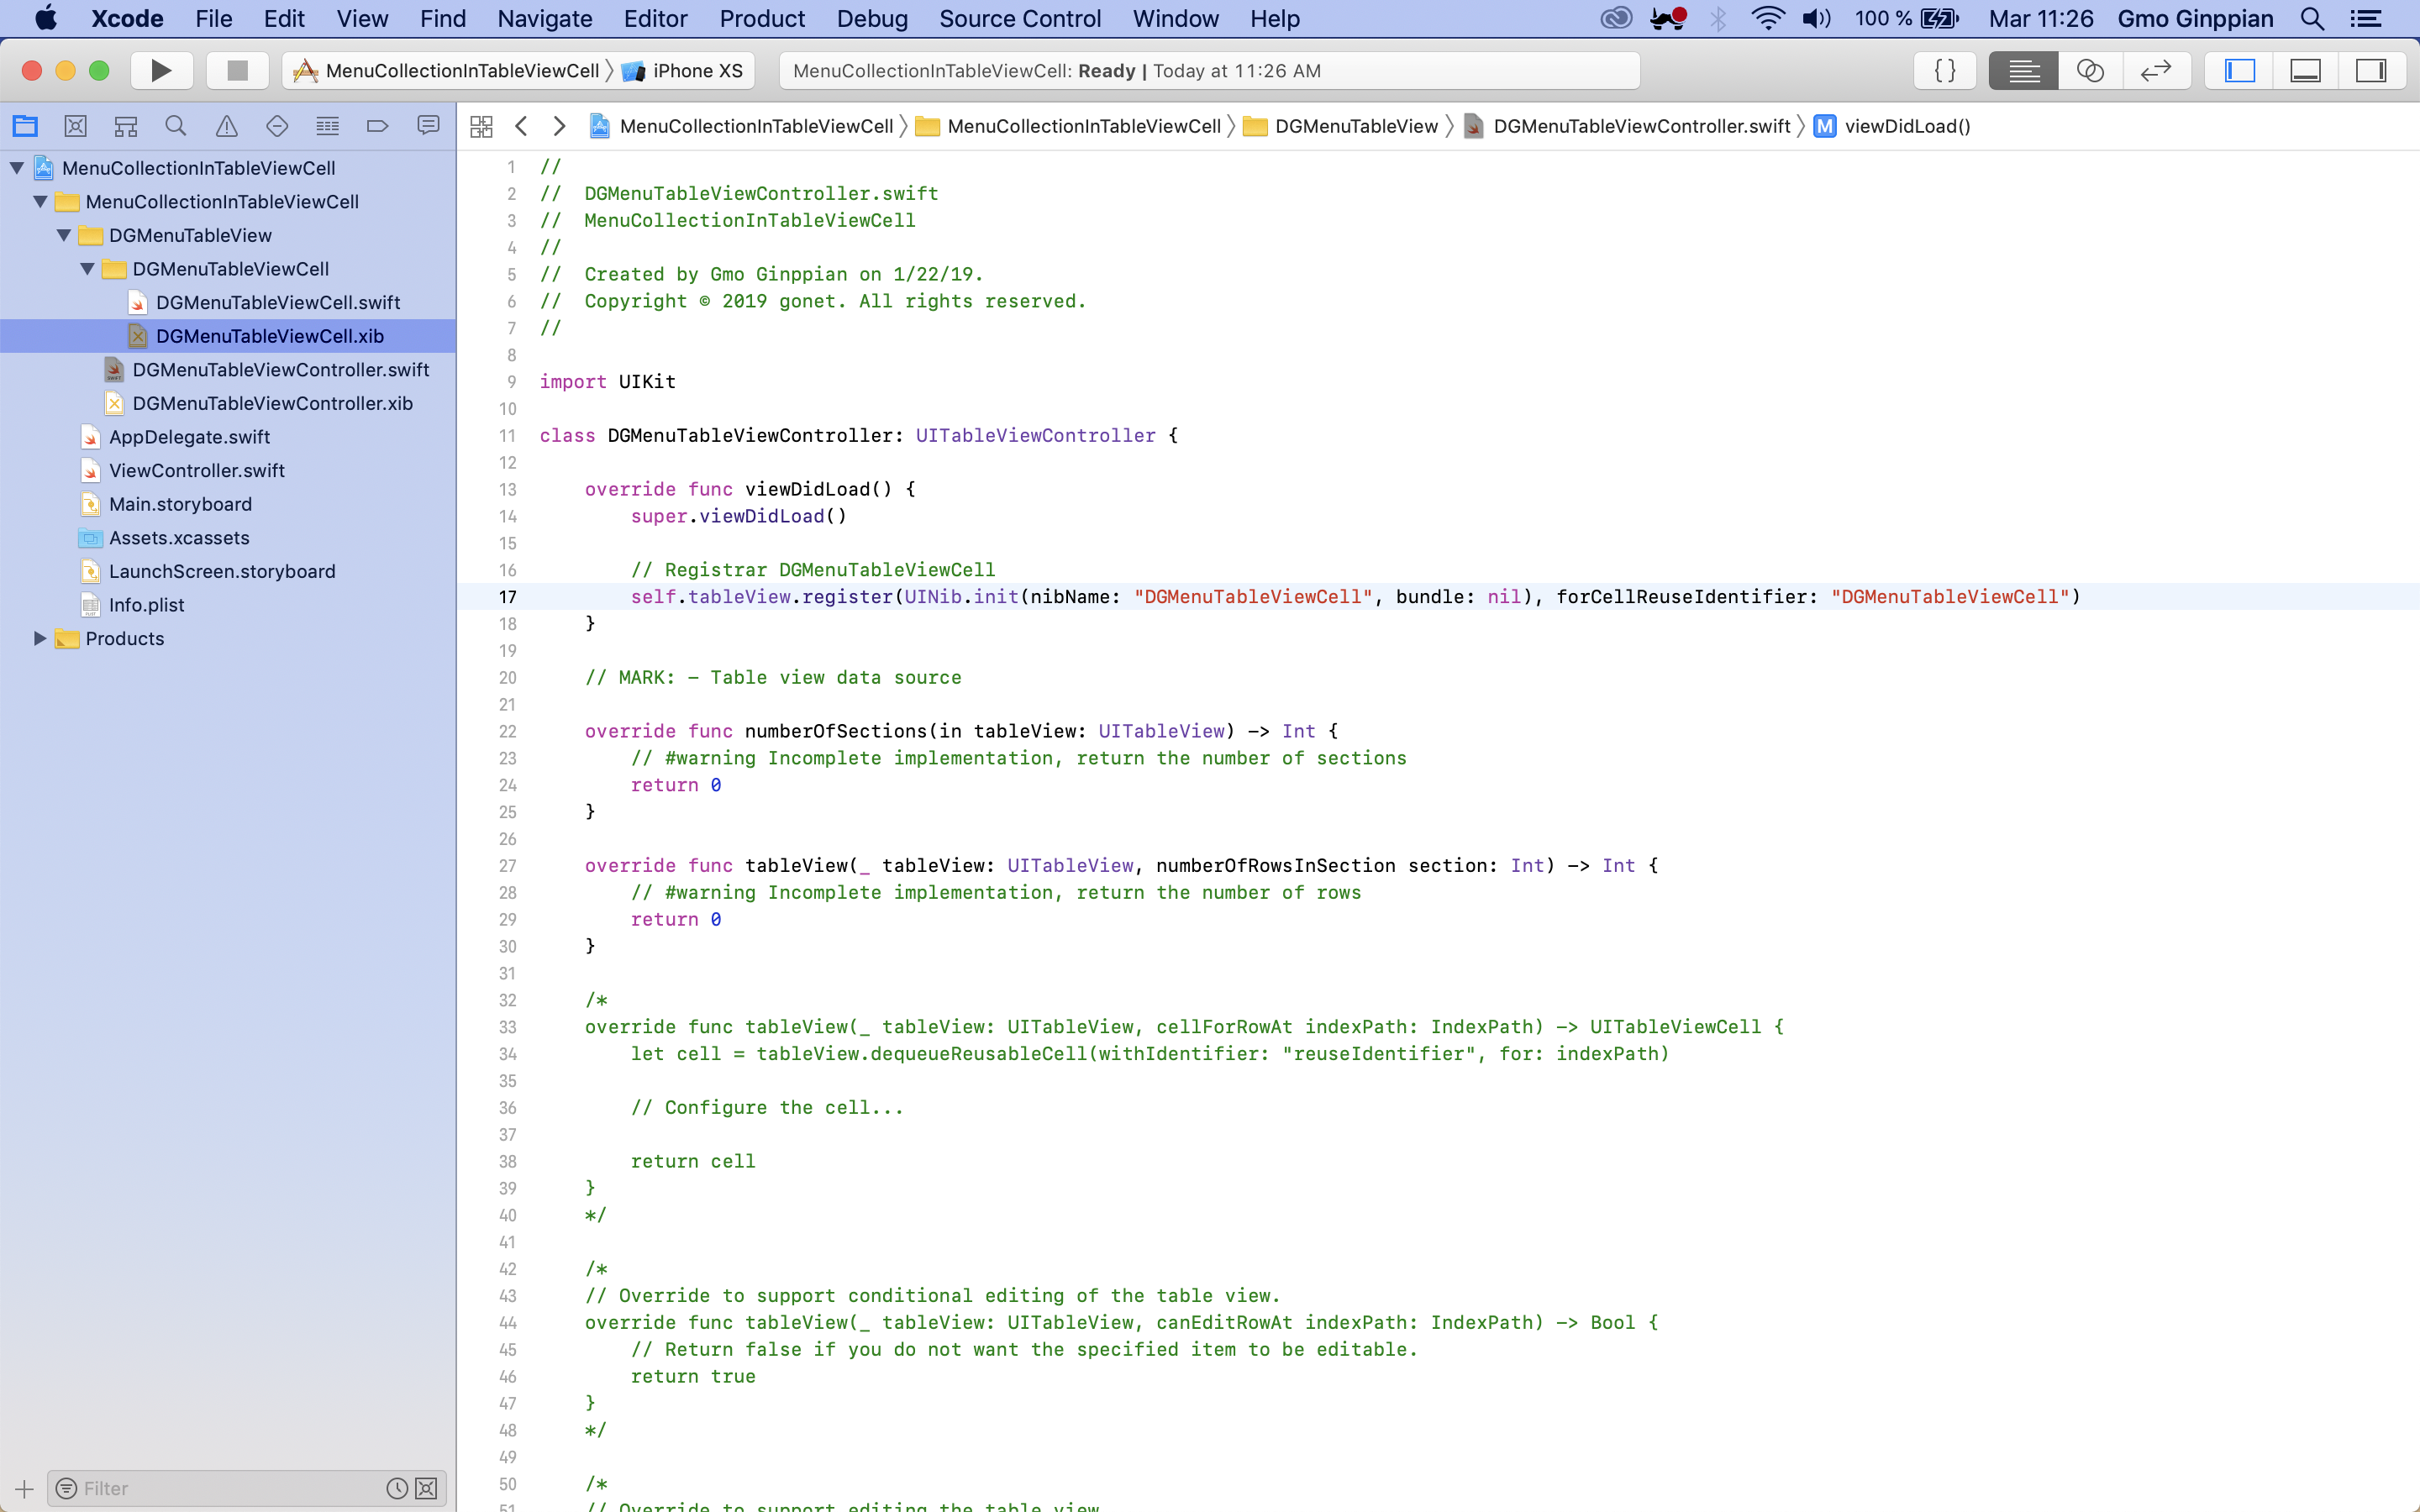 Xcode File Edit View Find Navigate Editor Product Debug Source Control Window Help 100 % Mar 11:26 Gmo Ginppian
MenuCollectionInTableViewCell iPhone XS MenuCollectionInTableViewCell: Ready | Today at 11:26 AM { }
MenuCollectionInTableViewCell MenuCollectionInTableViewCell DGMenuTableView DGMenuTableViewController.swift M viewDidLoad()
MenuCollectionInTableViewCell
MenuCollectionInTableViewCell
DGMenuTableView
DGMenuTableViewCell
DGMenuTableViewCell.swift
DGMenuTableViewCell.xib
DGMenuTableViewController.swift
DGMenuTableViewController.xib
AppDelegate.swift
ViewController.swift
Main.storyboard
Assets.xcassets
LaunchScreen.storyboard
Info.plist
Products
Filter
1 //
2 //  DGMenuTableViewController.swift
3 //  MenuCollectionInTableViewCell
4 //
5 //  Created by Gmo Ginppian on 1/22/19.
6 //  Copyright © 2019 gonet. All rights reserved.
7 //
8
9 import UIKit
10
11 class DGMenuTableViewController: UITableViewController {
12
13     override func viewDidLoad() {
14         super.viewDidLoad()
15
16         // Registrar DGMenuTableViewCell
17         self.tableView.register(UINib.init(nibName: "DGMenuTableViewCell", bundle: nil), forCellReuseIdentifier: "DGMenuTableViewCell")
18     }
19
20     // MARK: - Table view data source
21
22     override func numberOfSections(in tableView: UITableView) -> Int {
23         // #warning Incomplete implementation, return the number of sections
24         return 0
25     }
26
27     override func tableView(_ tableView: UITableView, numberOfRowsInSection section: Int) -> Int {
28         // #warning Incomplete implementation, return the number of rows
29         return 0
30     }
31
32     /*
33     override func tableView(_ tableView: UITableView, cellForRowAt indexPath: IndexPath) -> UITableViewCell {
34         let cell = tableView.dequeueReusableCell(withIdentifier: "reuseIdentifier", for: indexPath)
35
36         // Configure the cell...
37
38         return cell
39     }
40     */
41
42     /*
43     // Override to support conditional editing of the table view.
44     override func tableView(_ tableView: UITableView, canEditRowAt indexPath: IndexPath) -> Bool {
45         // Return false if you do not want the specified item to be editable.
46         return true
47     }
48     */
49
50     /*
51     // Override to support editing the table view.